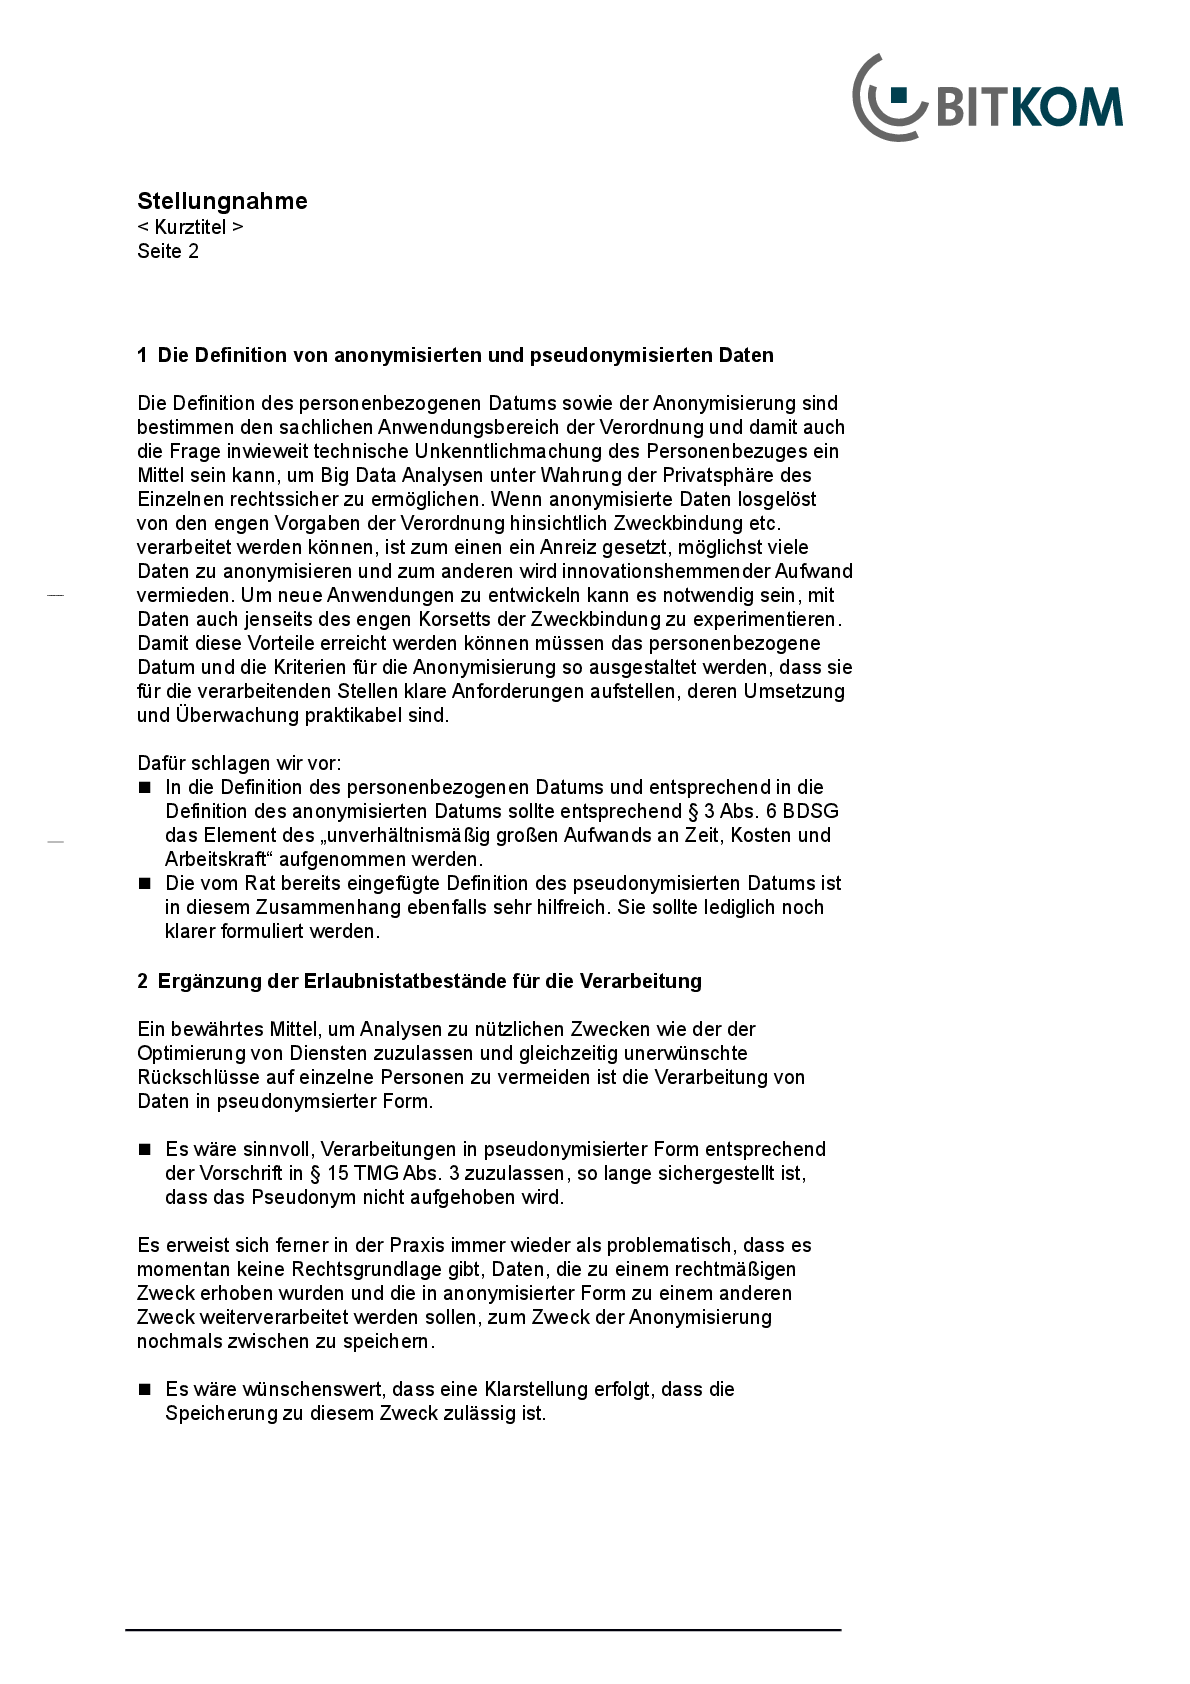 BITKOM
Stellungnahme
< Kurztitel >
Seite 2
1 Die Definition von anonymisierten und pseudonymisierten Daten
Die Definition des personenbezogenen Datums sowie der Anonymisierung sind
bestimmen den sachlichen Anwendungsbereich der Verordnung und damit auch
die Frage inwieweit technische Unkenntlichmachung des Personenbezuges ein
Mittel sein kann, um Big Data Analysen unter Wahrung der Privatsphäre des
Einzelnen rechtssicher zu ermöglichen. Wenn anonymisierte Daten losgelöst
von den engen Vorgaben der Verordnung hinsichtlich Zweckbindung etc.
verarbeitet werden können, ist zum einen ein Anreiz gesetzt, möglichst viele
Daten zu anonymisieren und zum anderen wird innovationshemmender Aufwand
vermieden. Um neue Anwendungen zu entwickeln kann es notwendig sein, mit
Daten auch jenseits des engen Korsetts der Zweckbindung zu experimentieren.
Damit diese Vorteile erreicht werden können müssen das personenbezogene
Datum und die Kriterien für die Anonymisierung so ausgestaltet werden, dass sie
für die verarbeitenden Stellen klare Anforderungen aufstellen, deren Umsetzung
und Überwachung praktikabel sind.
Dafür schlagen wir vor:
■ In die Definition des personenbezogenen Datums und entsprechend in die
Definition des anonymisierten Datums sollte entsprechend § 3 Abs. 6 BDSG
das Element des „unverhältnismäßig großen Aufwands an Zeit, Kosten und
Arbeitskraft“ aufgenommen werden.
■ Die vom Rat bereits eingefügte Definition des pseudonymisierten Datums ist
in diesem Zusammenhang ebenfalls sehr hilfreich. Sie sollte lediglich noch
klarer formuliert werden.
2 Ergänzung der Erlaubnistatbestände für die Verarbeitung
Ein bewährtes Mittel, um Analysen zu nützlichen Zwecken wie der der
Optimierung von Diensten zuzulassen und gleichzeitig unerwünschte
Rückschlüsse auf einzelne Personen zu vermeiden ist die Verarbeitung von
Daten in pseudonymsierter Form.
■ Es wäre sinnvoll, Verarbeitungen in pseudonymisierter Form entsprechend
der Vorschrift in § 15 TMG Abs. 3 zuzulassen, so lange sichergestellt ist,
dass das Pseudonym nicht aufgehoben wird.
Es erweist sich ferner in der Praxis immer wieder als problematisch, dass es
momentan keine Rechtsgrundlage gibt, Daten, die zu einem rechtmäßigen
Zweck erhoben wurden und die in anonymisierter Form zu einem anderen
Zweck weiterverarbeitet werden sollen, zum Zweck der Anonymisierung
nochmals zwischen zu speichern.
■ Es wäre wünschenswert, dass eine Klarstellung erfolgt, dass die
Speicherung zu diesem Zweck zulässig ist.